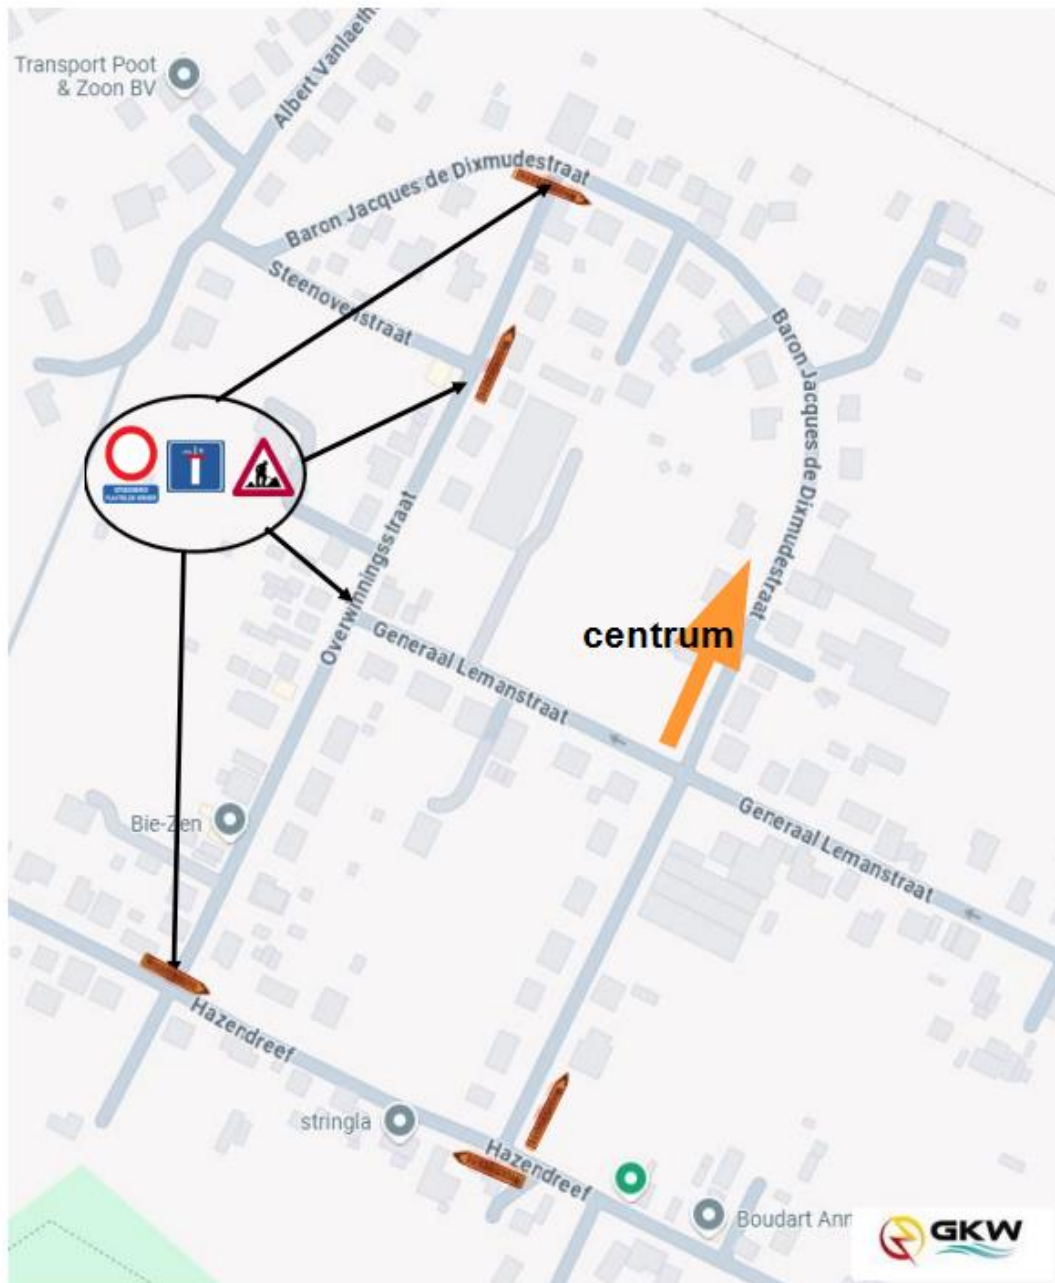 Transport Poot
& Zoon BV
Albert Vanlaelh
Baron Jacques de Dixmudestraat
Steenovenstraat
Baron Jacques de Dixmudestraat
Overwinningsstraat
centrum
Generaal Lemanstraat
Bie-Zen
Generaal Lemanstraat
Hazendreef
stringla
Hazendreef
Boudart Ann
GKW